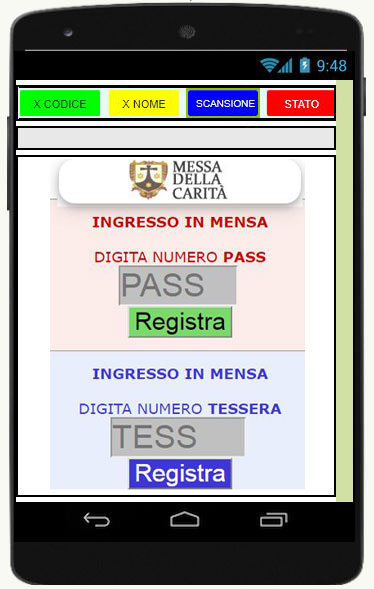 9:48
X CODICE X NOME SCANSIONE STATO
MESSA
DELLA
CARITÀ
INGRESSO IN MENSA
DIGITA NUMERO PASS
PASS
Registra
INGRESSO IN MENSA
DIGITA NUMERO TESSERA
TESS
Registra